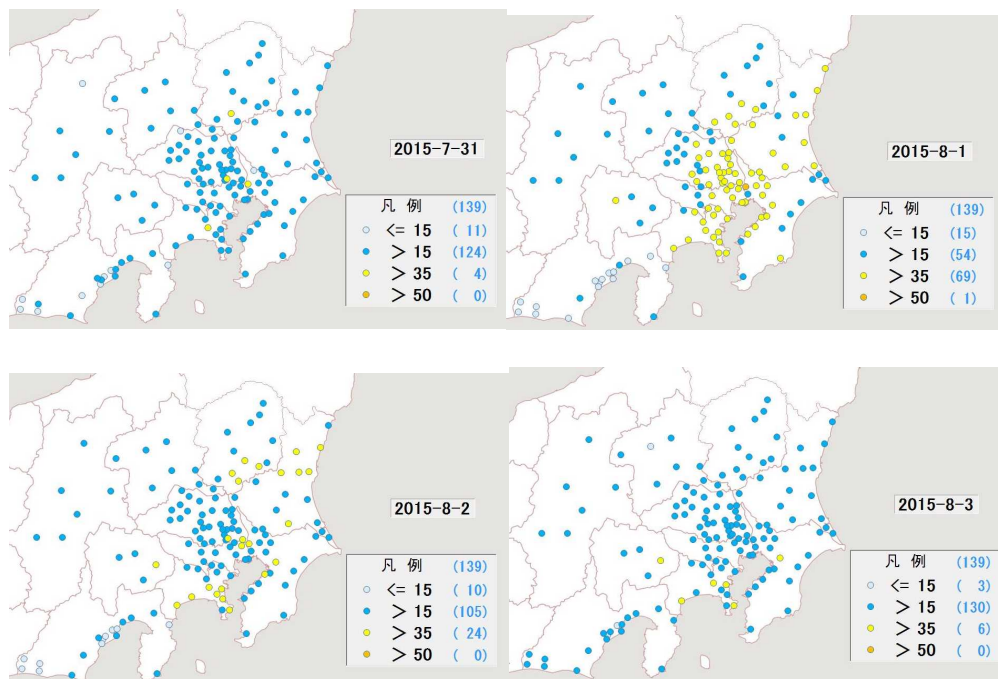 2015-7-31
凡 例 (139)
<= 15 ( 11)
> 15 (124)
> 35 ( 4)
> 50 ( 0)
2015-8-1
凡 例 (139)
<= 15 (15)
> 15 (54)
> 35 (69)
> 50 ( 1)
2015-8-2
凡 例 (139)
<= 15 ( 10)
> 15 (105)
> 35 ( 24)
> 50 ( 0)
2015-8-3
凡 例 (139)
<= 15 ( 3)
> 15 (130)
> 35 ( 6)
> 50 ( 0)